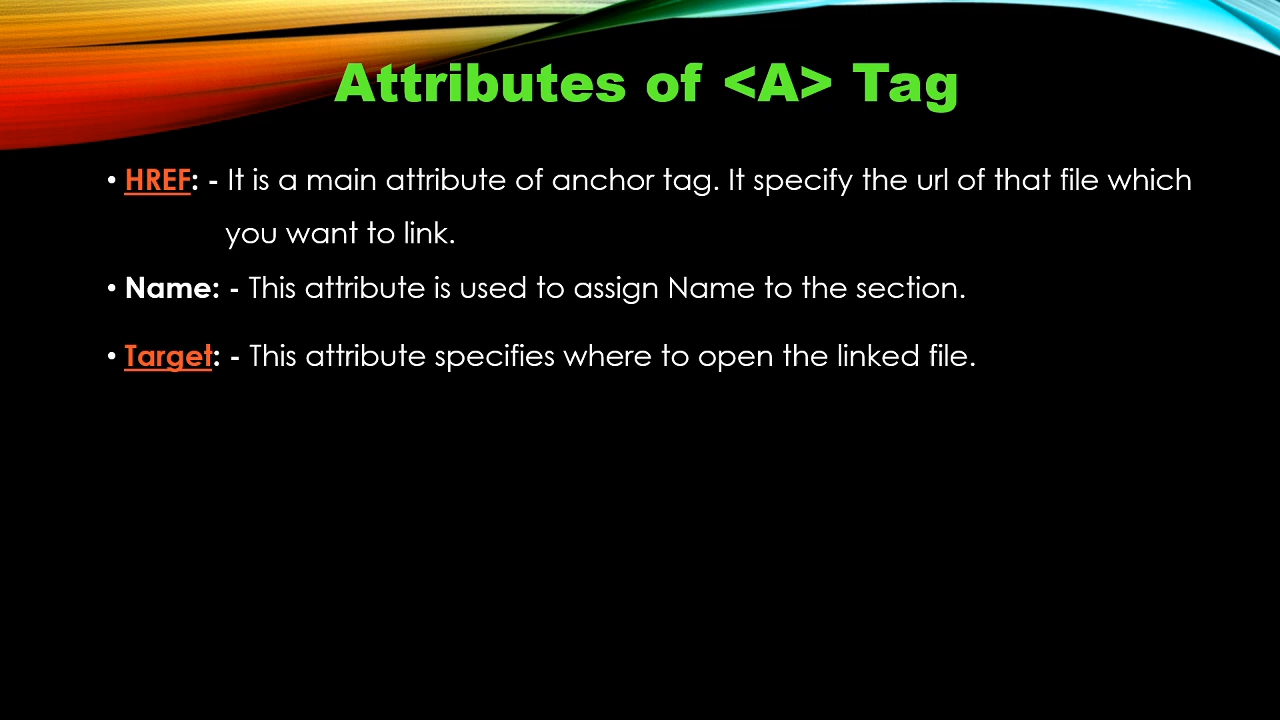 Attributes of <A> Tag
• HREF: - It is a main attribute of anchor tag. It specify the url of that file which
you want to link.
• Name: - This attribute is used to assign Name to the section.
• Target: - This attribute specifies where to open the linked file.